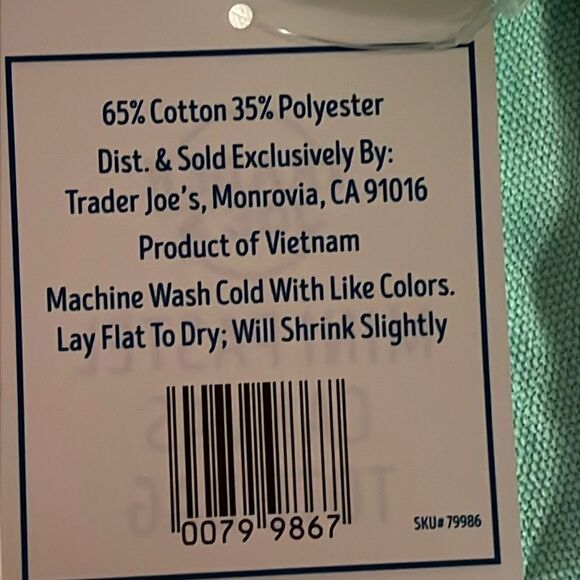 65% Cotton 35% Polyester
Dist. & Sold Exclusively By:
Trader Joe's, Monrovia, CA 91016
Product of Vietnam
Machine Wash Cold With Like Colors.
Lay Flat To Dry; Will Shrink Slightly
0079 9867
SKU# 79986